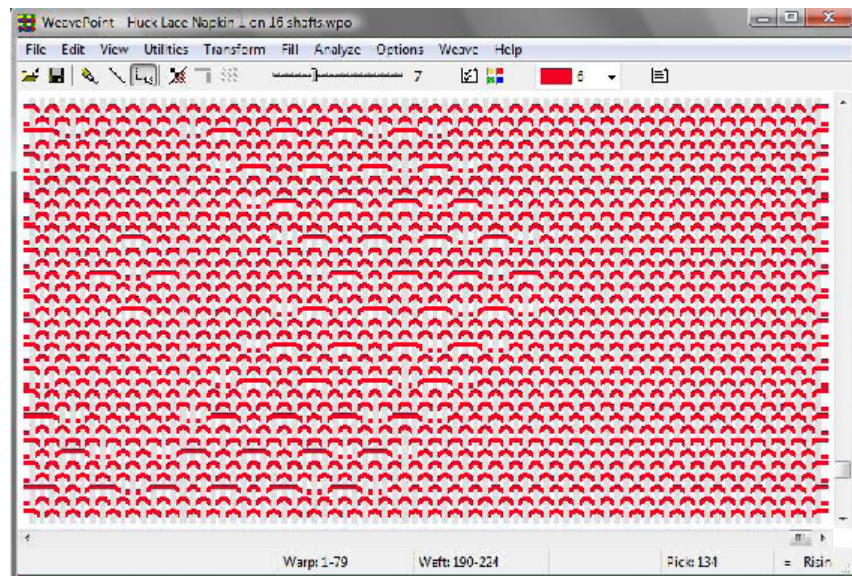 WeavePoint - Huck Lace Napkin 1 on 16 shafts.wpo
File Edit View Utilities Transform Fill Analyze Options Weave Help
7 6
Warp: 1-79 Weft: 190-224 Pick: 134 = Risin